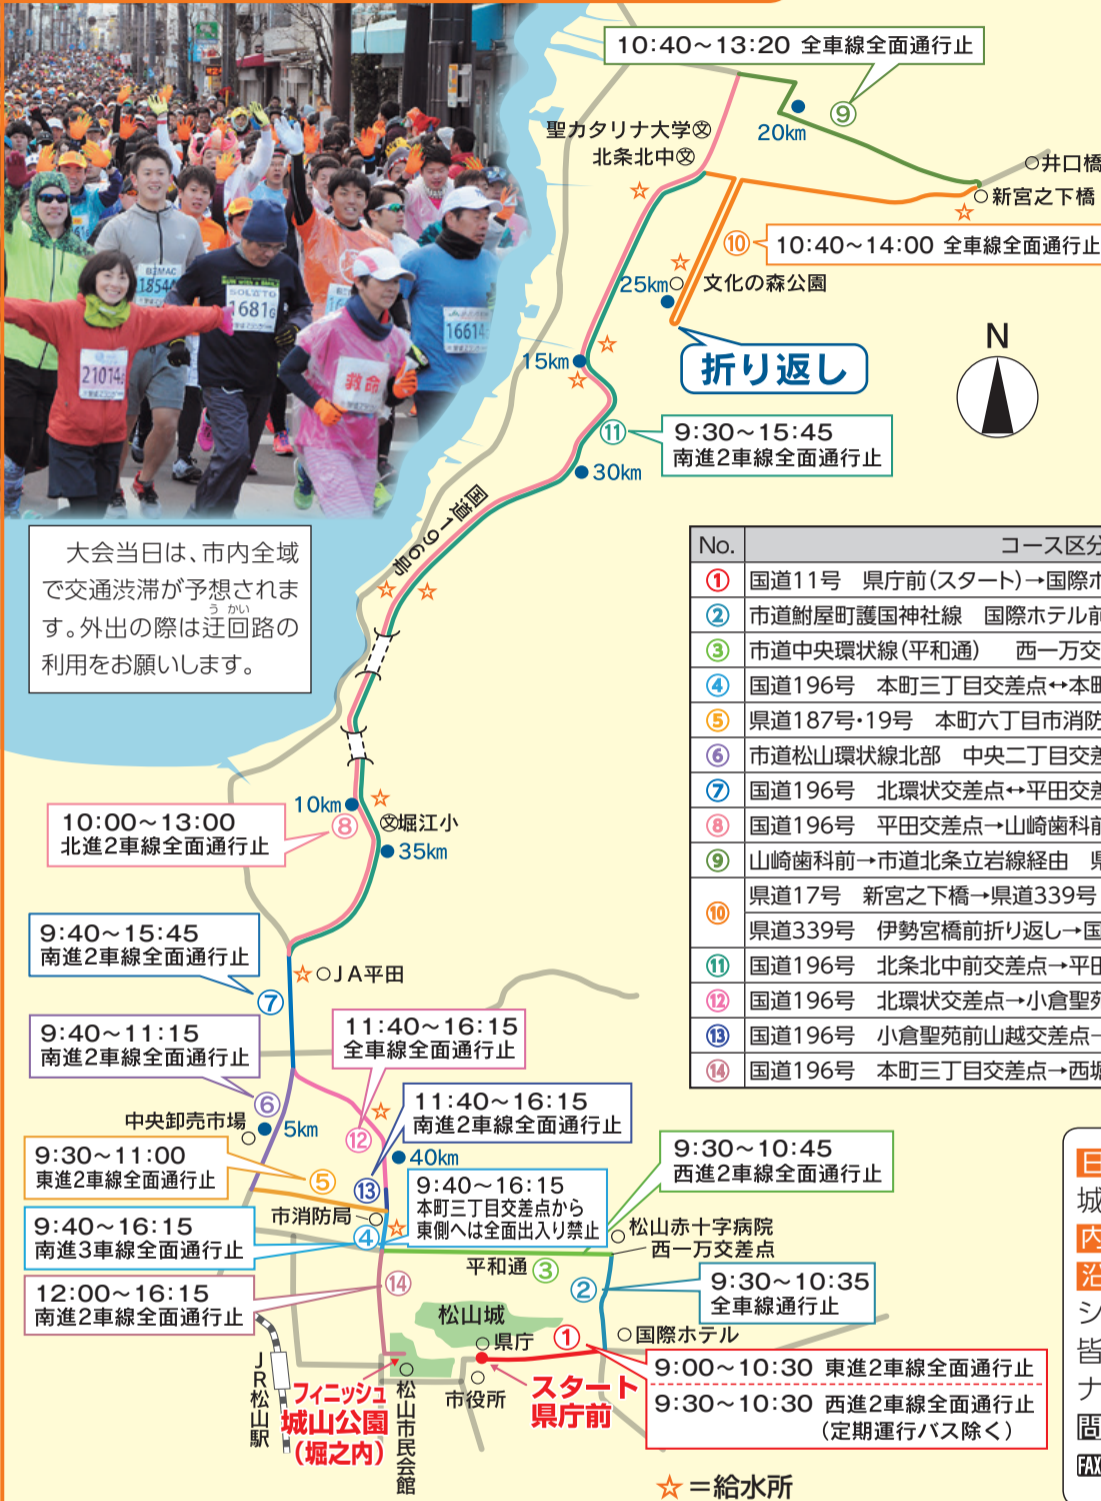 10:40～13:20 全車線全面通行止
⑨
20km
聖カタリナ大学
北条北中
井口橋
新宮之下橋
⑩
10:40～14:00 全車線全面通行止
25km
文化の森公園
折り返し
N
15km
⑪
9:30～15:45
南進2車線全面通行止
30km
国道196号
21014
1681G
16614
救命
大会当日は、市内全域
で交通渋滞が予想されま
す。外出の際は迂回路の
うかい
利用をお願いします。
No. コース区分
① 国道11号 県庁前(スタート)→国際ホ
② 市道鮒屋町護国神社線 国際ホテル前
③ 市道中央環状線(平和通) 西一万交
④ 国道196号 本町三丁目交差点↔本町
⑤ 県道187号・19号 本町六丁目市消防
⑥ 市道松山環状線北部 中央二丁目交差
⑦ 国道196号 北環状交差点↔平田交差
⑧ 国道196号 平田交差点→山崎歯科前
⑨ 山崎歯科前→市道北条立岩線経由 県
⑩ 県道17号 新宮之下橋→県道339号
県道339号 伊勢宮橋前折り返し→国
⑪ 国道196号 北条北中前交差点→平田
⑫ 国道196号 北環状交差点→小倉聖苑
⑬ 国道196号 小倉聖苑前山越交差点→
⑭ 国道196号 本町三丁目交差点→西堀
10:00～13:00
北進2車線全面通行止
10km
⑧
堀江小
35km
9:40～15:45
南進2車線全面通行止
⑦
JA平田
9:40～11:15
南進2車線全面通行止
⑥
11:40～16:15
全車線全面通行止
⑫
11:40～16:15
南進2車線全面通行止
⑬
中央卸売市場
5km
40km
9:30～11:00
東進2車線全面通行止
⑤
市消防局
9:40～16:15
本町三丁目交差点から
東側へは全面出入り禁止
④
9:30～10:45
西進2車線全面通行止
9:40～16:15
南進3車線全面通行止
松山赤十字病院
西一万交差点
平和通
③
12:00～16:15
南進2車線全面通行止
⑭
②
9:30～10:35
全車線通行止
松山城
県庁
①
国際ホテル
9:00～10:30 東進2車線全面通行止
9:30～10:30 西進2車線全面通行止
(定期運行バス除く)
JR松山駅
フィニッシュ
城山公園
(堀之内)
松山市民会館
市役所
スタート
県庁前
☆＝給水所
日
城
内
沿
シ
皆
ナ
問
FAX